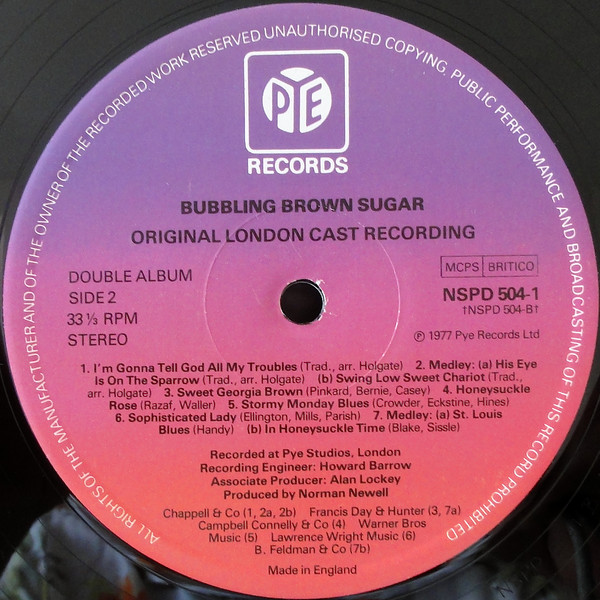 ALL RIGHTS OF THE MANUFACTURER AND OF THE OWNER OF THE RECORDED WORK RESERVED UNAUTHORISED COPYING, PUBLIC PERFORMANCE AND BROADCASTING OF THIS RECORD PROHIBITED
PYE
RECORDS
BUBBLING BROWN SUGAR
ORIGINAL LONDON CAST RECORDING
DOUBLE ALBUM
SIDE 2
33⅓ RPM
STEREO
MCPS BRITICO
NSPD 504-1
†NSPD 504-B†
℗ 1977 Pye Records Ltd
1. I'm Gonna Tell God All My Troubles (Trad., arr. Holgate) 2. Medley: (a) His Eye
Is On The Sparrow (Trad., arr. Holgate) (b) Swing Low Sweet Chariot (Trad.,
arr. Holgate) 3. Sweet Georgia Brown (Pinkard, Bernie, Casey) 4. Honeysuckle
Rose (Razaf, Waller) 5. Stormy Monday Blues (Crowder, Eckstine, Hines)
6. Sophisticated Lady (Ellington, Mills, Parish) 7. Medley: (a) St. Louis
Blues (Handy) (b) In Honeysuckle Time (Blake, Sissle)
Recorded at Pye Studios, London
Recording Engineer: Howard Barrow
Associate Producer: Alan Lockey
Produced by Norman Newell
Chappell & Co (1, 2a, 2b) Francis Day & Hunter (3, 7a)
Campbell Connelly & Co (4) Warner Bros
Music (5) Lawrence Wright Music (6)
B. Feldman & Co (7b)
Made in England